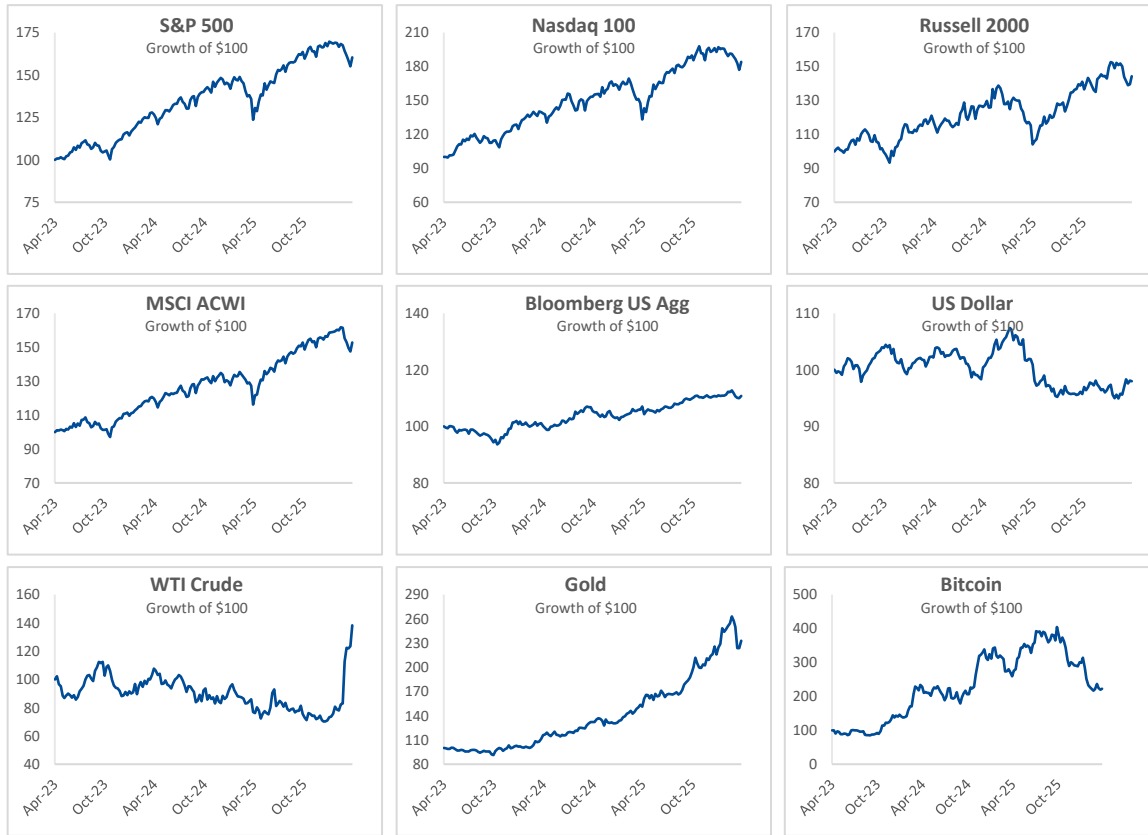 S&P 500
Growth of $100
175
150
125
100
75
Apr-23
Oct-23
Apr-24
Oct-24
Apr-25
Oct-25
Nasdaq 100
Growth of $100
210
180
150
120
90
60
Apr-23
Oct-23
Apr-24
Oct-24
Apr-25
Oct-25
Russell 2000
Growth of $100
170
150
130
110
90
70
Apr-23
Oct-23
Apr-24
Oct-24
Apr-25
Oct-25
MSCI ACWI
Growth of $100
170
150
130
110
90
70
Apr-23
Oct-23
Apr-24
Oct-24
Apr-25
Oct-25
Bloomberg US Agg
Growth of $100
140
120
100
80
Apr-23
Oct-23
Apr-24
Oct-24
Apr-25
Oct-25
US Dollar
Growth of $100
110
100
90
80
Apr-23
Oct-23
Apr-24
Oct-24
Apr-25
Oct-25
WTI Crude
Growth of $100
160
140
120
100
80
60
40
Apr-23
Oct-23
Apr-24
Oct-24
Apr-25
Oct-25
Gold
Growth of $100
290
260
230
200
170
140
110
80
Apr-23
Oct-23
Apr-24
Oct-24
Apr-25
Oct-25
Bitcoin
Growth of $100
500
400
300
200
100
0
Apr-23
Oct-23
Apr-24
Oct-24
Apr-25
Oct-25